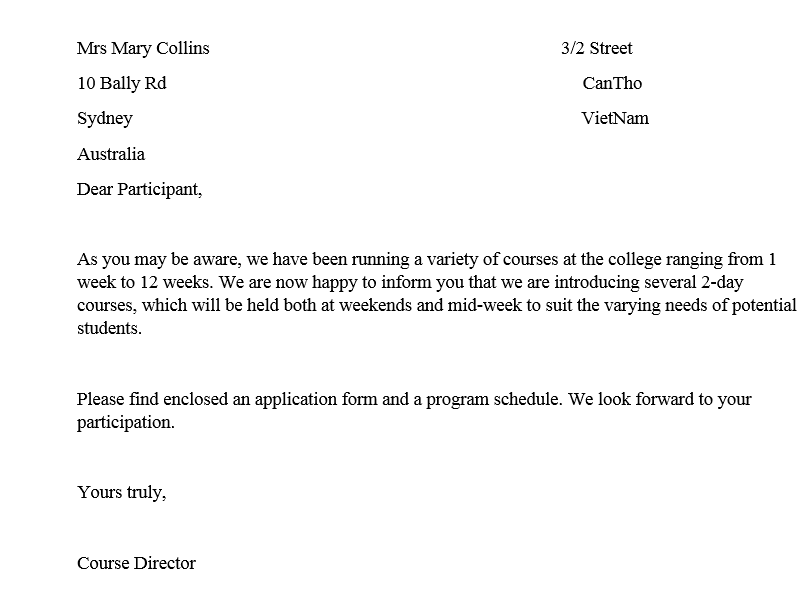 Mrs Mary Collins 3/2 Street
10 Bally Rd CanTho
Sydney VietNam
Australia
Dear Participant,
As you may be aware, we have been running a variety of courses at the college ranging from 1
week to 12 weeks. We are now happy to inform you that we are introducing several 2-day
courses, which will be held both at weekends and mid-week to suit the varying needs of potential
students.
Please find enclosed an application form and a program schedule. We look forward to your
participation.
Yours truly,
Course Director